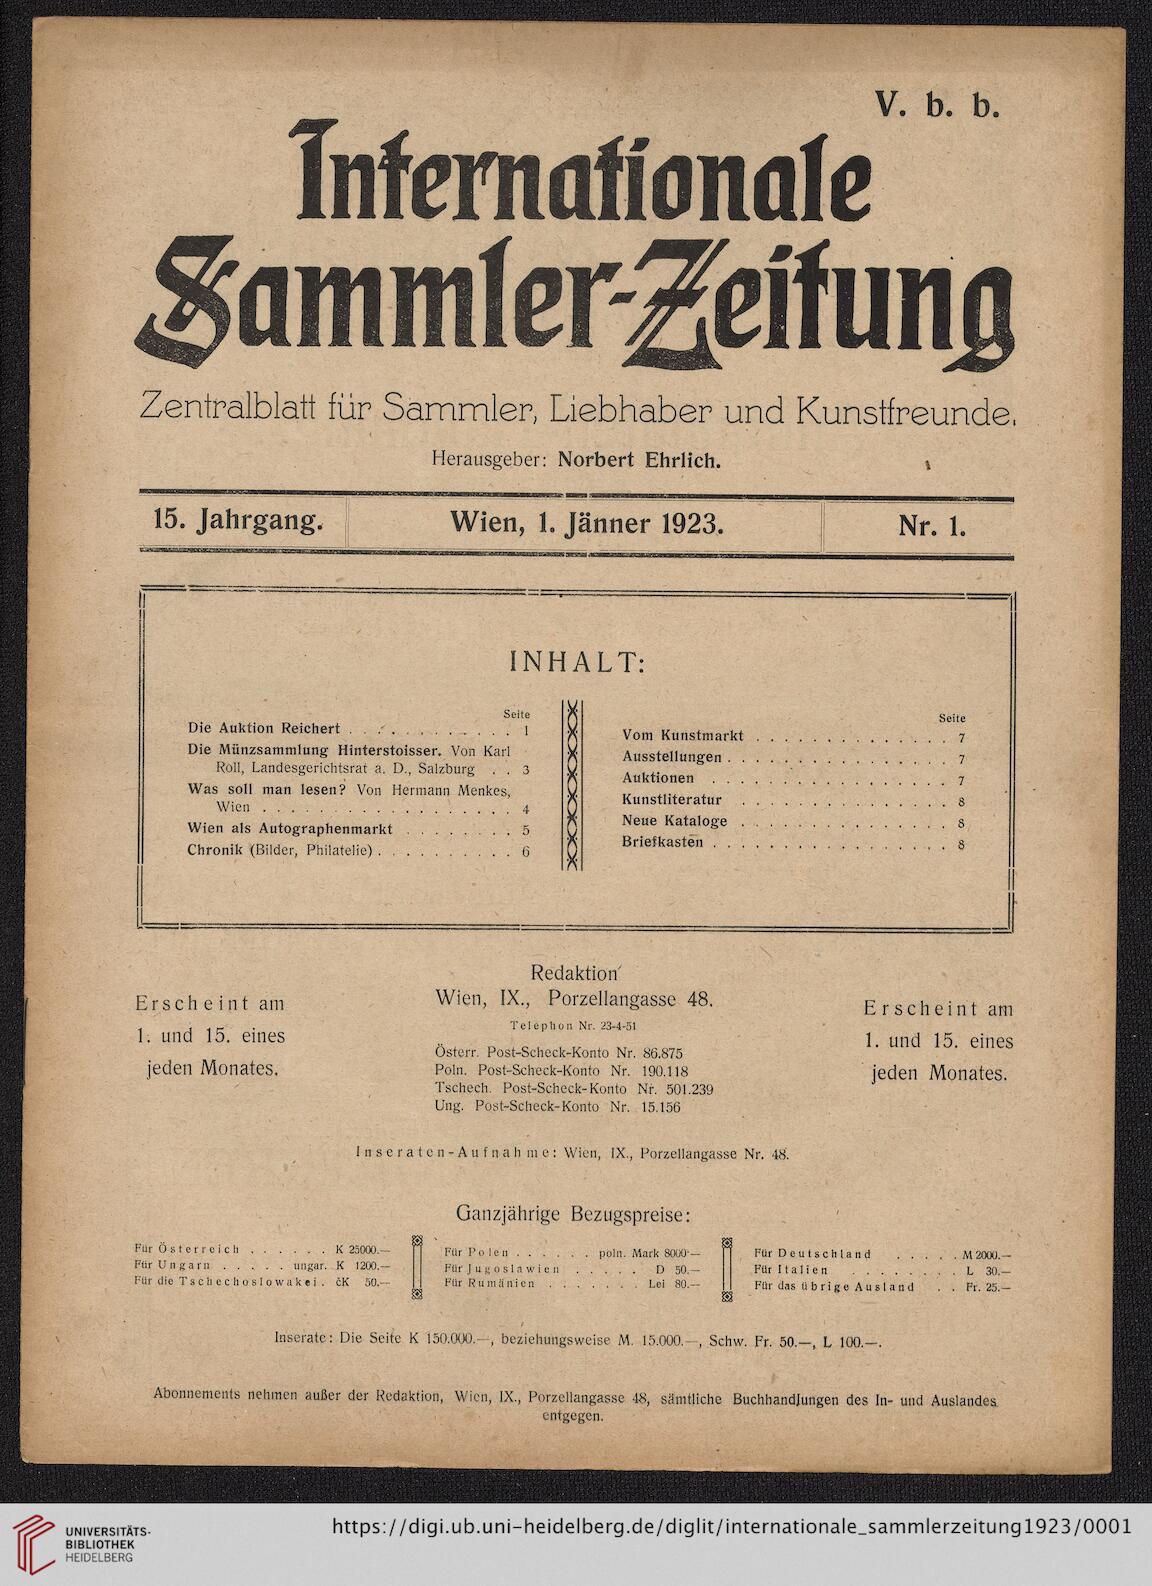 V. b. b.
Internationale
Sammler-Zeitung
Zentralblatt für Sammler, Liebhaber und Kunstfreunde.
Herausgeber: Norbert Ehrlich.
15. Jahrgang. Wien, 1. Jänner 1923. Nr. 1.
INHALT:
Seite
Die Auktion Reichert . . . . . . . . . . . . 1
Die Münzsammlung Hinterstoisser. Von Karl
Roll, Landesgerichtsrat a. D., Salzburg . . 3
Was soll man lesen? Von Hermann Menkes,
Wien . . . . . . . . . . . . . . . . . . 4
Wien als Autographenmarkt . . . . . . . . 5
Chronik (Bilder, Philatelie) . . . . . . . . . . 6
Seite
Vom Kunstmarkt . . . . . . . . . . . . . . 7
Ausstellungen . . . . . . . . . . . . . . . . 7
Auktionen . . . . . . . . . . . . . . . . . 7
Kunstliteratur . . . . . . . . . . . . . . . 8
Neue Kataloge . . . . . . . . . . . . . . . 8
Briefkasten . . . . . . . . . . . . . . . . . 8
Erscheint am
1. und 15. eines
jeden Monates.
Redaktion
Wien, IX., Porzellangasse 48.
Telephon Nr. 23-4-51
Österr. Post-Scheck-Konto Nr. 86.875
Poln. Post-Scheck-Konto Nr. 190.118
Tschech. Post-Scheck-Konto Nr. 501.239
Ung. Post-Scheck-Konto Nr. 15.156
Erscheint am
1. und 15. eines
jeden Monates.
Inseraten-Aufnahme: Wien, IX., Porzellangasse Nr. 48.
Ganzjährige Bezugspreise:
Für Österreich . . . . . . K 25000.—
Für Ungarn . . . . . ungar. K 1200.—
Für die Tschechoslowakei . čK 50.—
Für Polen . . . . . . poln. Mark 8000·—
Für Jugoslawien . . . . . D 50.—
Für Rumänien . . . . . . . Lei 80.—
Für Deutschland . . . . . M 2000.—
Für Italien . . . . . . . . L 30.—
Für das übrige Ausland . . Fr. 25.—
Inserate: Die Seite K 150.000.—, beziehungsweise M. 15.000.—, Schw. Fr. 50.—, L 100.—.
Abonnements nehmen außer der Redaktion, Wien, IX., Porzellangasse 48, sämtliche Buchhandlungen des In- und Auslandes
entgegen.
UNIVERSITÄTS-
BIBLIOTHEK
HEIDELBERG
https://digi.ub.uni-heidelberg.de/diglit/internationale_sammlerzeitung1923/0001